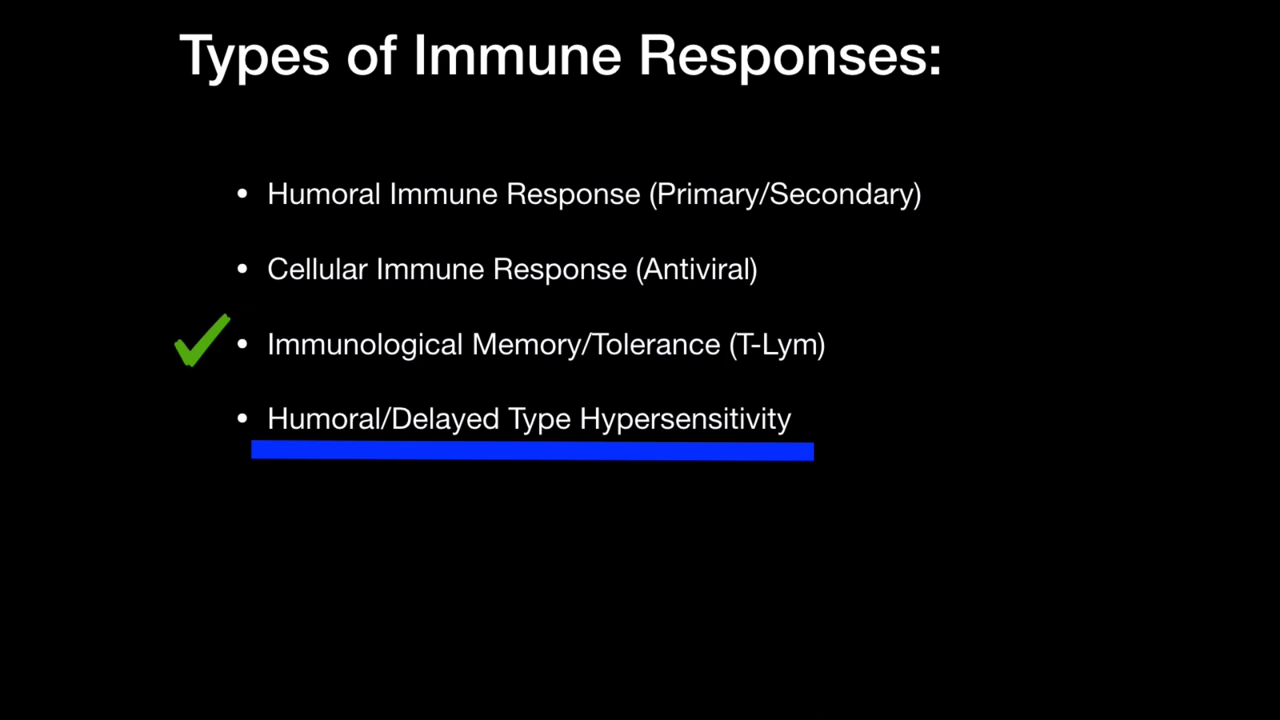 Types of Immune Responses:
• Humoral Immune Response (Primary/Secondary)
• Cellular Immune Response (Antiviral)
• Immunological Memory/Tolerance (T-Lym)
• Humoral/Delayed Type Hypersensitivity